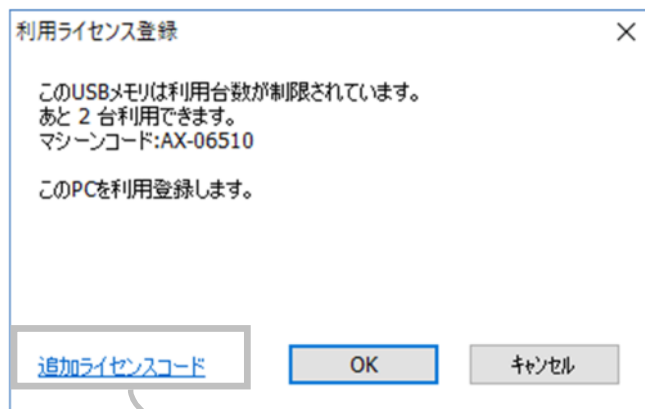 利用ライセンス登録
このUSBメモリは利用台数が制限されています。
あと 2 台利用できます。
マシーンコード:AX-06510
このPCを利用登録します。
追加ライセンスコード
OK
キャンセル